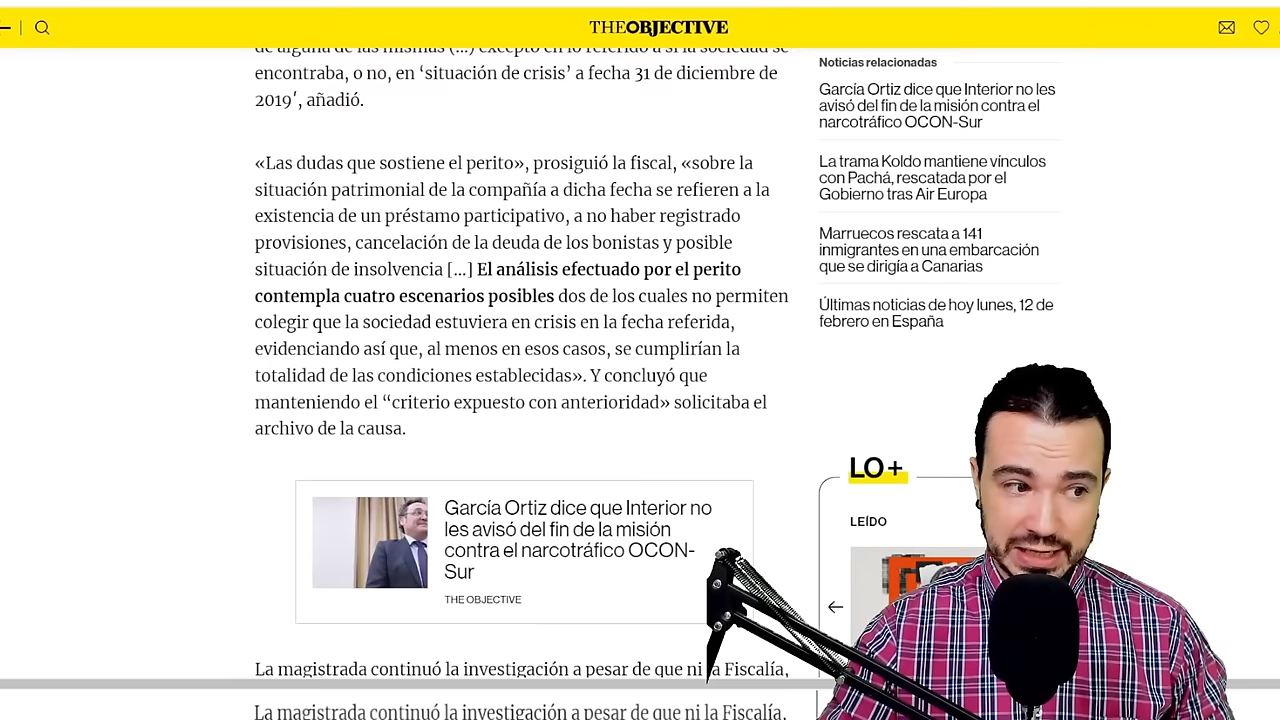 THEOBJECTIVE
de alguna de las mismas (...) excepto en lo referido a si la sociedad se
encontraba, o no, en ‘situación de crisis’ a fecha 31 de diciembre de
2019′, añadió.
«Las dudas que sostiene el perito», prosiguió la fiscal, «sobre la
situación patrimonial de la compañía a dicha fecha se refieren a la
existencia de un préstamo participativo, a no haber registrado
provisiones, cancelación de la deuda de los bonistas y posible
situación de insolvencia [...] El análisis efectuado por el perito
contempla cuatro escenarios posibles dos de los cuales no permiten
colegir que la sociedad estuviera en crisis en la fecha referida,
evidenciando así que, al menos en esos casos, se cumplirían la
totalidad de las condiciones establecidas». Y concluyó que
manteniendo el “criterio expuesto con anterioridad» solicitaba el
archivo de la causa.
García Ortiz dice que Interior no
les avisó del fin de la misión
contra el narcotráfico OCON-
Sur
THE OBJECTIVE
La magistrada continuó la investigación a pesar de que ni la Fiscalía,
La magistrada continuó la investigación a pesar de que ni la Fiscalía,
Noticias relacionadas
García Ortiz dice que Interior no les
avisó del fin de la misión contra el
narcotráfico OCON-Sur
La trama Koldo mantiene vínculos
con Pachá, rescatada por el
Gobierno tras Air Europa
Marruecos rescata a 141
inmigrantes en una embarcación
que se dirigía a Canarias
Últimas noticias de hoy lunes, 12 de
febrero en España
LO+
LEÍDO